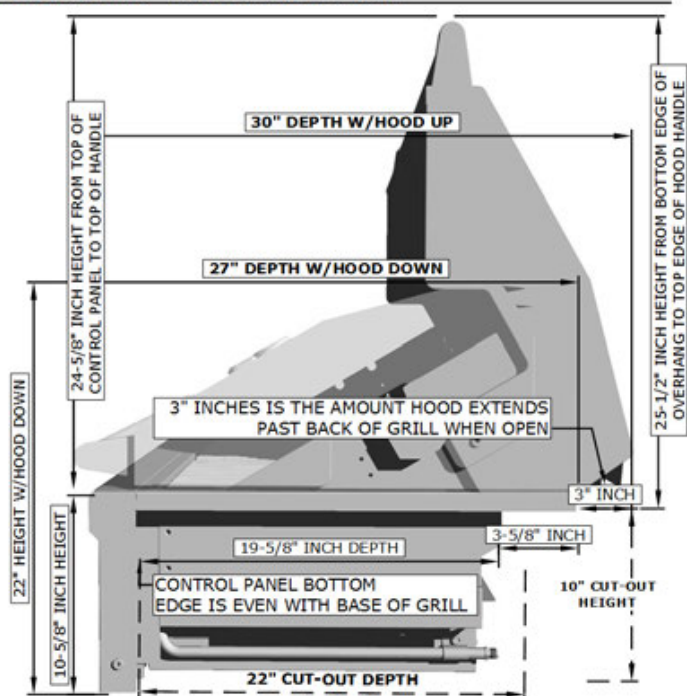 30" DEPTH W/HOOD UP
24-5/8" INCH HEIGHT FROM TOP OF
CONTROL PANEL TO TOP OF HANDLE
25-1/2" INCH HEIGHT FROM BOTTOM EDGE OF
OVERHANG TO TOP EDGE OF HOOD HANDLE
27" DEPTH W/HOOD DOWN
22" HEIGHT W/HOOD DOWN
3" INCHES IS THE AMOUNT HOOD EXTENDS
PAST BACK OF GRILL WHEN OPEN
3" INCH
10-5/8" INCH HEIGHT
19-5/8" INCH DEPTH
3-5/8" INCH
CONTROL PANEL BOTTOM
EDGE IS EVEN WITH BASE OF GRILL
10" CUT-OUT
HEIGHT
22" CUT-OUT DEPTH